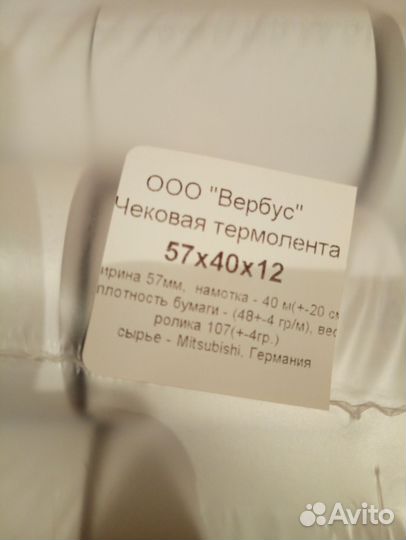 ООО "Вербус"
Чековая термолента
57х40х12
ирина 57мм, намотка - 40 м(+-20 см
плотность бумаги - (48+-4 гр/м), вес
ролика 107(+-4гр.)
сырье - Mitsubishi. Германия
Avito